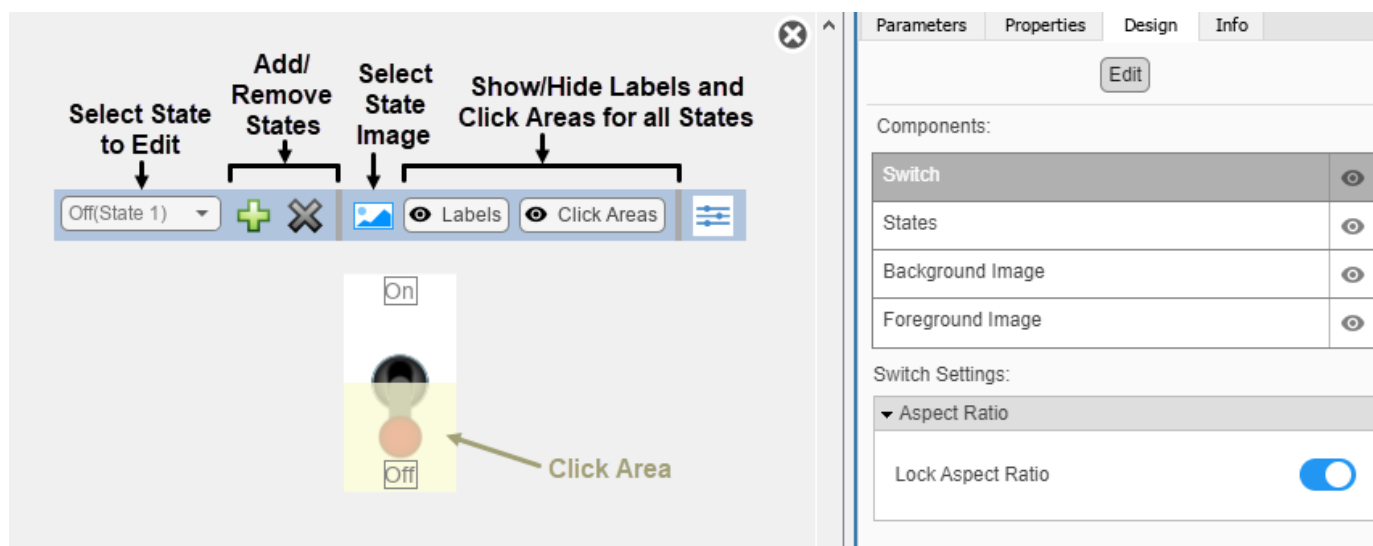 Add/
Remove
States
Select
State
Image
Show/Hide Labels and
Click Areas for all States
Select State
to Edit
Off(State 1)
Labels
Click Areas
On
Off
Click Area
Parameters Properties Design Info
Edit
Components:
Switch
States
Background Image
Foreground Image
Switch Settings:
Aspect Ratio
Lock Aspect Ratio